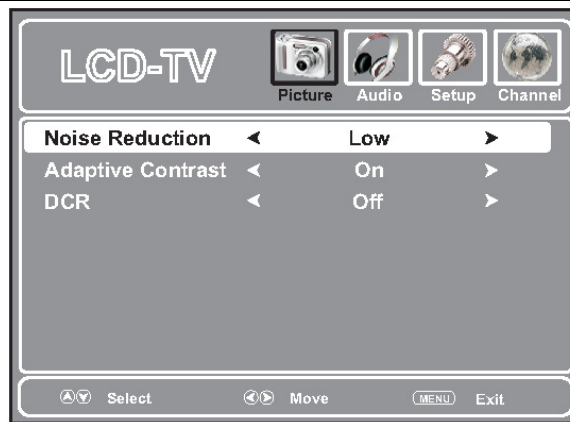 LCD-TV
Picture Audio Setup Channel
Noise Reduction Low
Adaptive Contrast On
DCR Off
Select Move MENU Exit